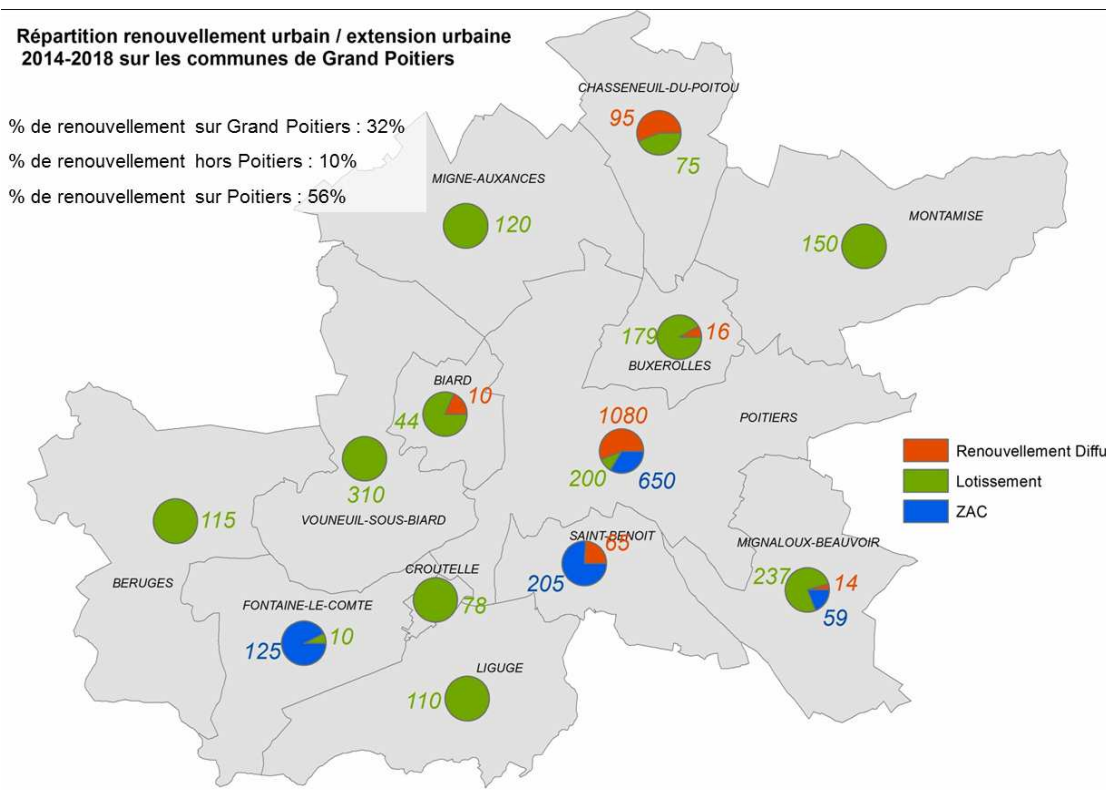 Répartition renouvellement urbain / extension urbaine
2014-2018 sur les communes de Grand Poitiers
% de renouvellement sur Grand Poitiers : 32%
% de renouvellement hors Poitiers : 10%
% de renouvellement sur Poitiers : 56%
CHASSENEUIL-DU-POITOU
95
75
MIGNE-AUXANCES
120
MONTAMISE
150
179
16
BUXEROLLES
BIARD
10
44
1080
200
650
POITIERS
310
VOUNEUIL-SOUS-BIARD
115
BERUGES
SAINT-BENOIT
65
205
MIGNALOUX-BEAUVOIR
237
14
59
CROUTELLE
78
FONTAINE-LE-COMTE
125
10
LIGUGE
110
Renouvellement Diffu
Lotissement
ZAC